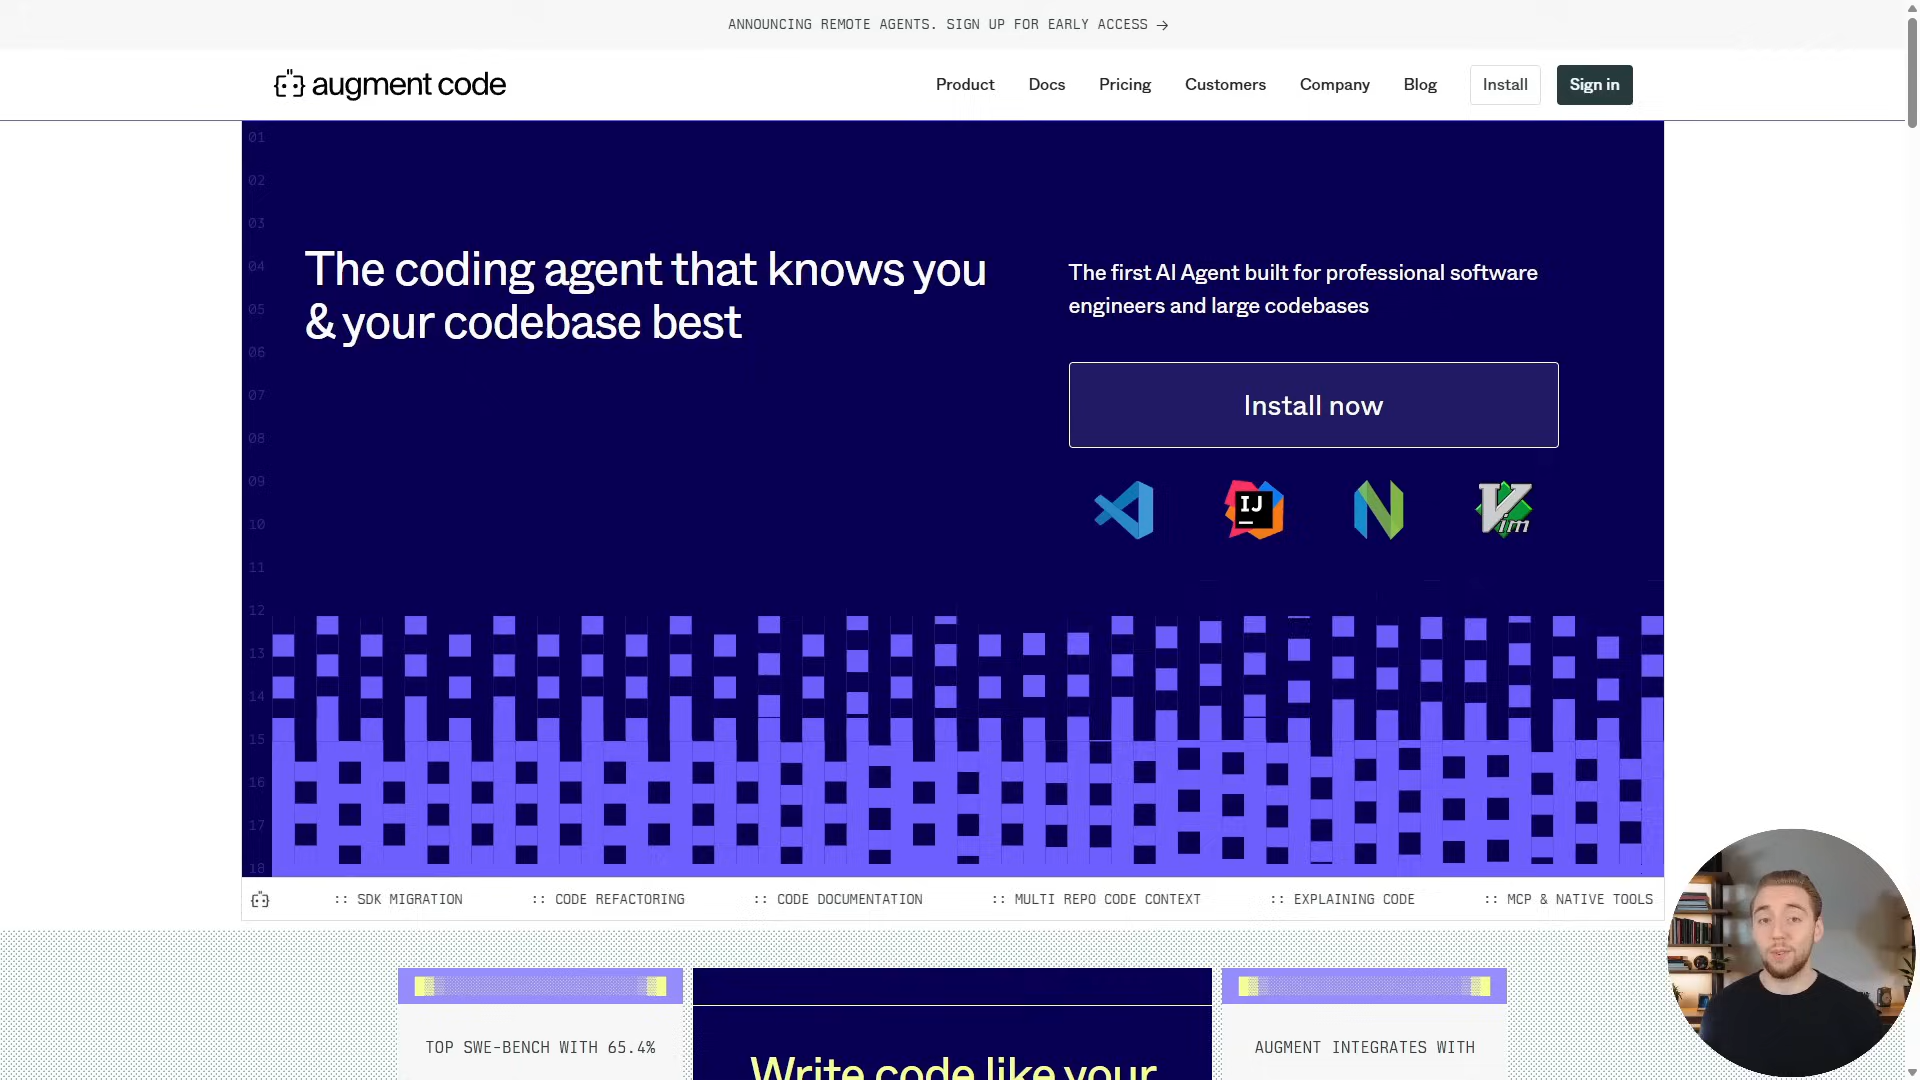 ANNOUNCING REMOTE AGENTS. SIGN UP FOR EARLY ACCESS →
augment code
Product Docs Pricing Customers Company Blog Install Sign in
01
02
03
04
05
06
07
08
09
10
11
12
13
14
15
16
17
18
The coding agent that knows you
& your codebase best
The first AI Agent built for professional software
engineers and large codebases
Install now
IJ
Vim
:: SDK MIGRATION :: CODE REFACTORING :: CODE DOCUMENTATION :: MULTI REPO CODE CONTEXT :: EXPLAINING CODE :: MCP & NATIVE TOOLS
TOP SWE-BENCH WITH 65.4%
Write code like your
AUGMENT INTEGRATES WITH